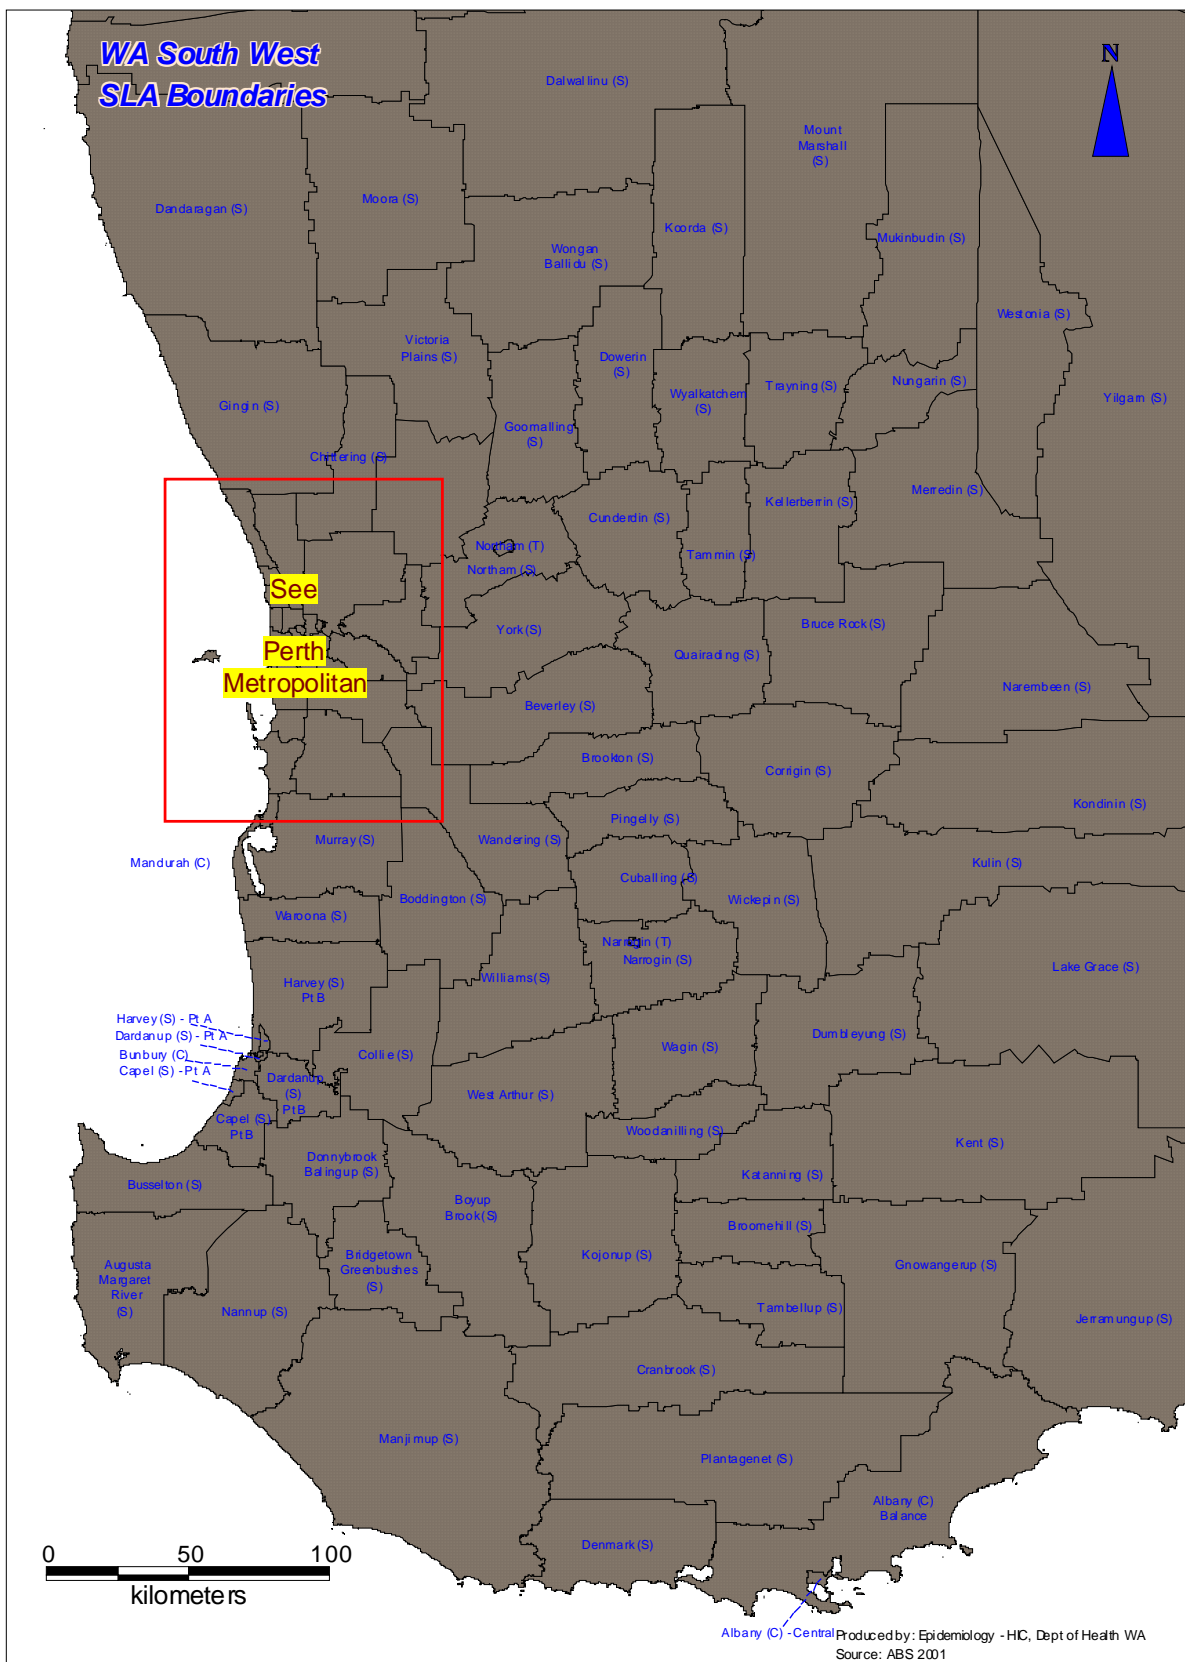 WA South West
SLA Boundaries
N
Dalwallinu (S)
Mount
Marshall
(S)
Moora (S)
Dandaragan (S)
Koorda (S)
Mukinbudin (S)
Wongan
Ballidu (S)
Westonia (S)
Victoria
Plains (S)
Dowerin
(S)
Nungarin (S)
Trayning (S)
Wyalkatchem
(S)
Yilgarn (S)
Gingin (S)
Goomalling
(S)
Chittering (S)
Merredin (S)
Kellerberrin (S)
Cunderdin (S)
Northam (T)
Tammin (S)
Northam (S)
See
Perth
Metropolitan
York (S)
Bruce Rock (S)
Quairading (S)
Narembeen (S)
Beverley (S)
Brookton (S)
Corrigin (S)
Kondinin (S)
Pingelly (S)
Murray (S)
Wandering (S)
Mandurah (C)
Kulin (S)
Cuballing (S)
Boddington (S)
Wickepin (S)
Waroona (S)
Narrogin (T)
Narrogin (S)
Lake Grace (S)
Williams (S)
Harvey (S)
Pt B
Harvey (S) - Pt A
Dardanup (S) - Pt A
Bunbury (C)
Capel (S) - Pt A
Dumbleyung (S)
Wagin (S)
Collie (S)
Dardanup
(S)
Pt B
West Arthur (S)
Capel (S)
Pt B
Woodanilling (S)
Kent (S)
Donnybrook
Balingup (S)
Katanning (S)
Busselton (S)
Boyup
Brook (S)
Broomehill (S)
Kojonup (S)
Bridgetown
Greenbushes
(S)
Gnowangerup (S)
Augusta
Margaret
River
(S)
Nannup (S)
Tambellup (S)
Jerramungup (S)
Cranbrook (S)
Manjimup (S)
Plantagenet (S)
Albany (C)
Balance
Denmark (S)
0 50 100
kilometers
Albany (C) - Central
Produced by: Epidemiology - HIC, Dept of Health WA
Source: ABS 2001